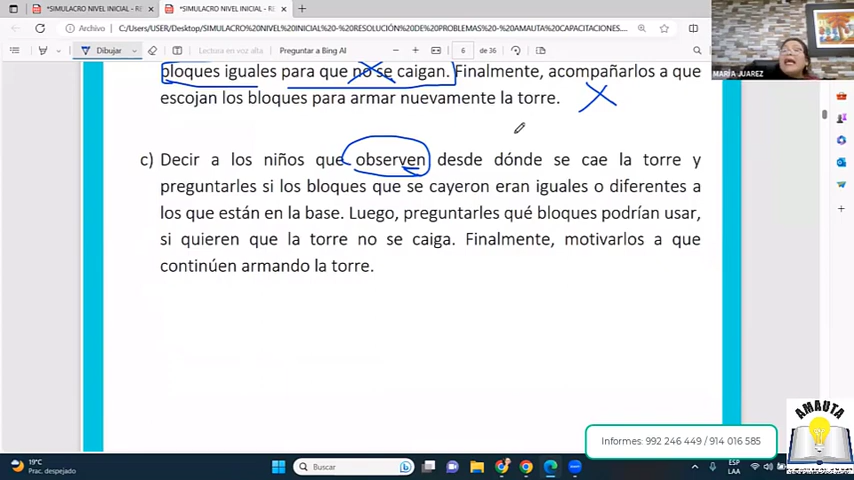 *SIMULACRO NIVEL INICIAL - RESC
*SIMULACRO NIVEL INICIAL - RESC
Archivo
C:/Users/USER/Desktop/SIMULACRO%20NIVEL%20INICIAL%20-%20RESOLUCIÓN%20DE%20PROBLEMAS%20-%20AMAUTA%20CAPACITACIONES....
Dibujar
Lectura en voz alta
Preguntar a Bing AI
6
de 36
MARIA JUAREZ
bloques iguales para que no se caigan. Finalmente, acompañarlos a que
escojan los bloques para armar nuevamente la torre.
c) Decir a los niños que observen desde dónde se cae la torre y
preguntarles si los bloques que se cayeron eran iguales o diferentes a
los que están en la base. Luego, preguntarles qué bloques podrían usar,
si quieren que la torre no se caiga. Finalmente, motivarlos a que
continúen armando la torre.
AMAUTA
Informes: 992 246 449 / 914 016 585
19°C
Prac. despejado
Buscar
ESP
LAA